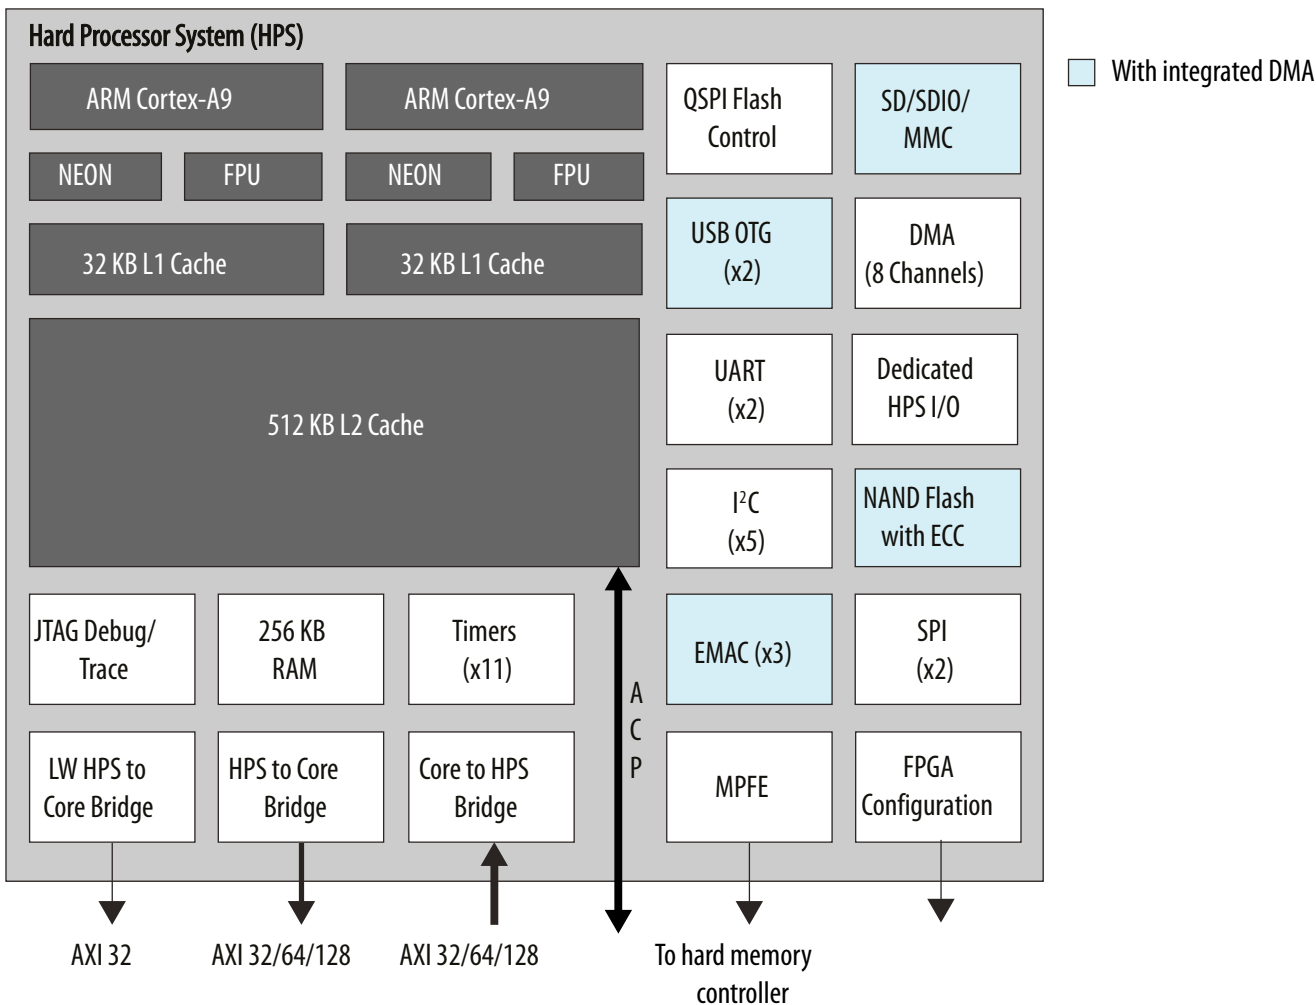 Hard Processor System (HPS)
With integrated DMA
ARM Cortex-A9
ARM Cortex-A9
NEON
FPU
NEON
FPU
32 KB L1 Cache
32 KB L1 Cache
512 KB L2 Cache
QSPI Flash
Control
SD/SDIO/
MMC
USB OTG
(x2)
DMA
(8 Channels)
UART
(x2)
Dedicated
HPS I/O
I²C
(x5)
NAND Flash
with ECC
JTAG Debug/
Trace
256 KB
RAM
Timers
(x11)
A
C
P
EMAC (x3)
SPI
(x2)
LW HPS to
Core Bridge
HPS to Core
Bridge
Core to HPS
Bridge
MPFE
FPGA
Configuration
AXI 32
AXI 32/64/128
AXI 32/64/128
To hard memory
controller